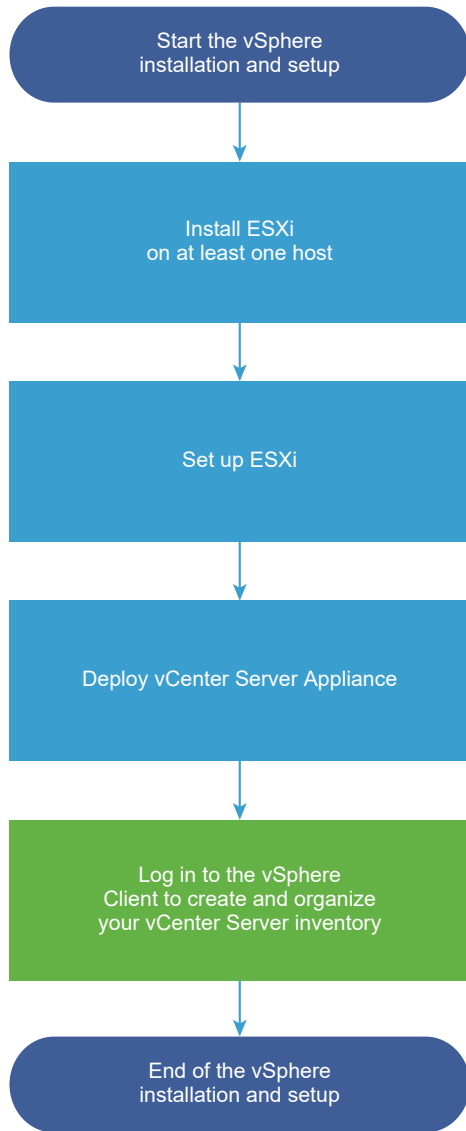 Start the vSphere
installation and setup
Install ESXi
on at least one host
Set up ESXi
Deploy vCenter Server Appliance
Log in to the vSphere
Client to create and organize
your vCenter Server inventory
End of the vSphere
installation and setup